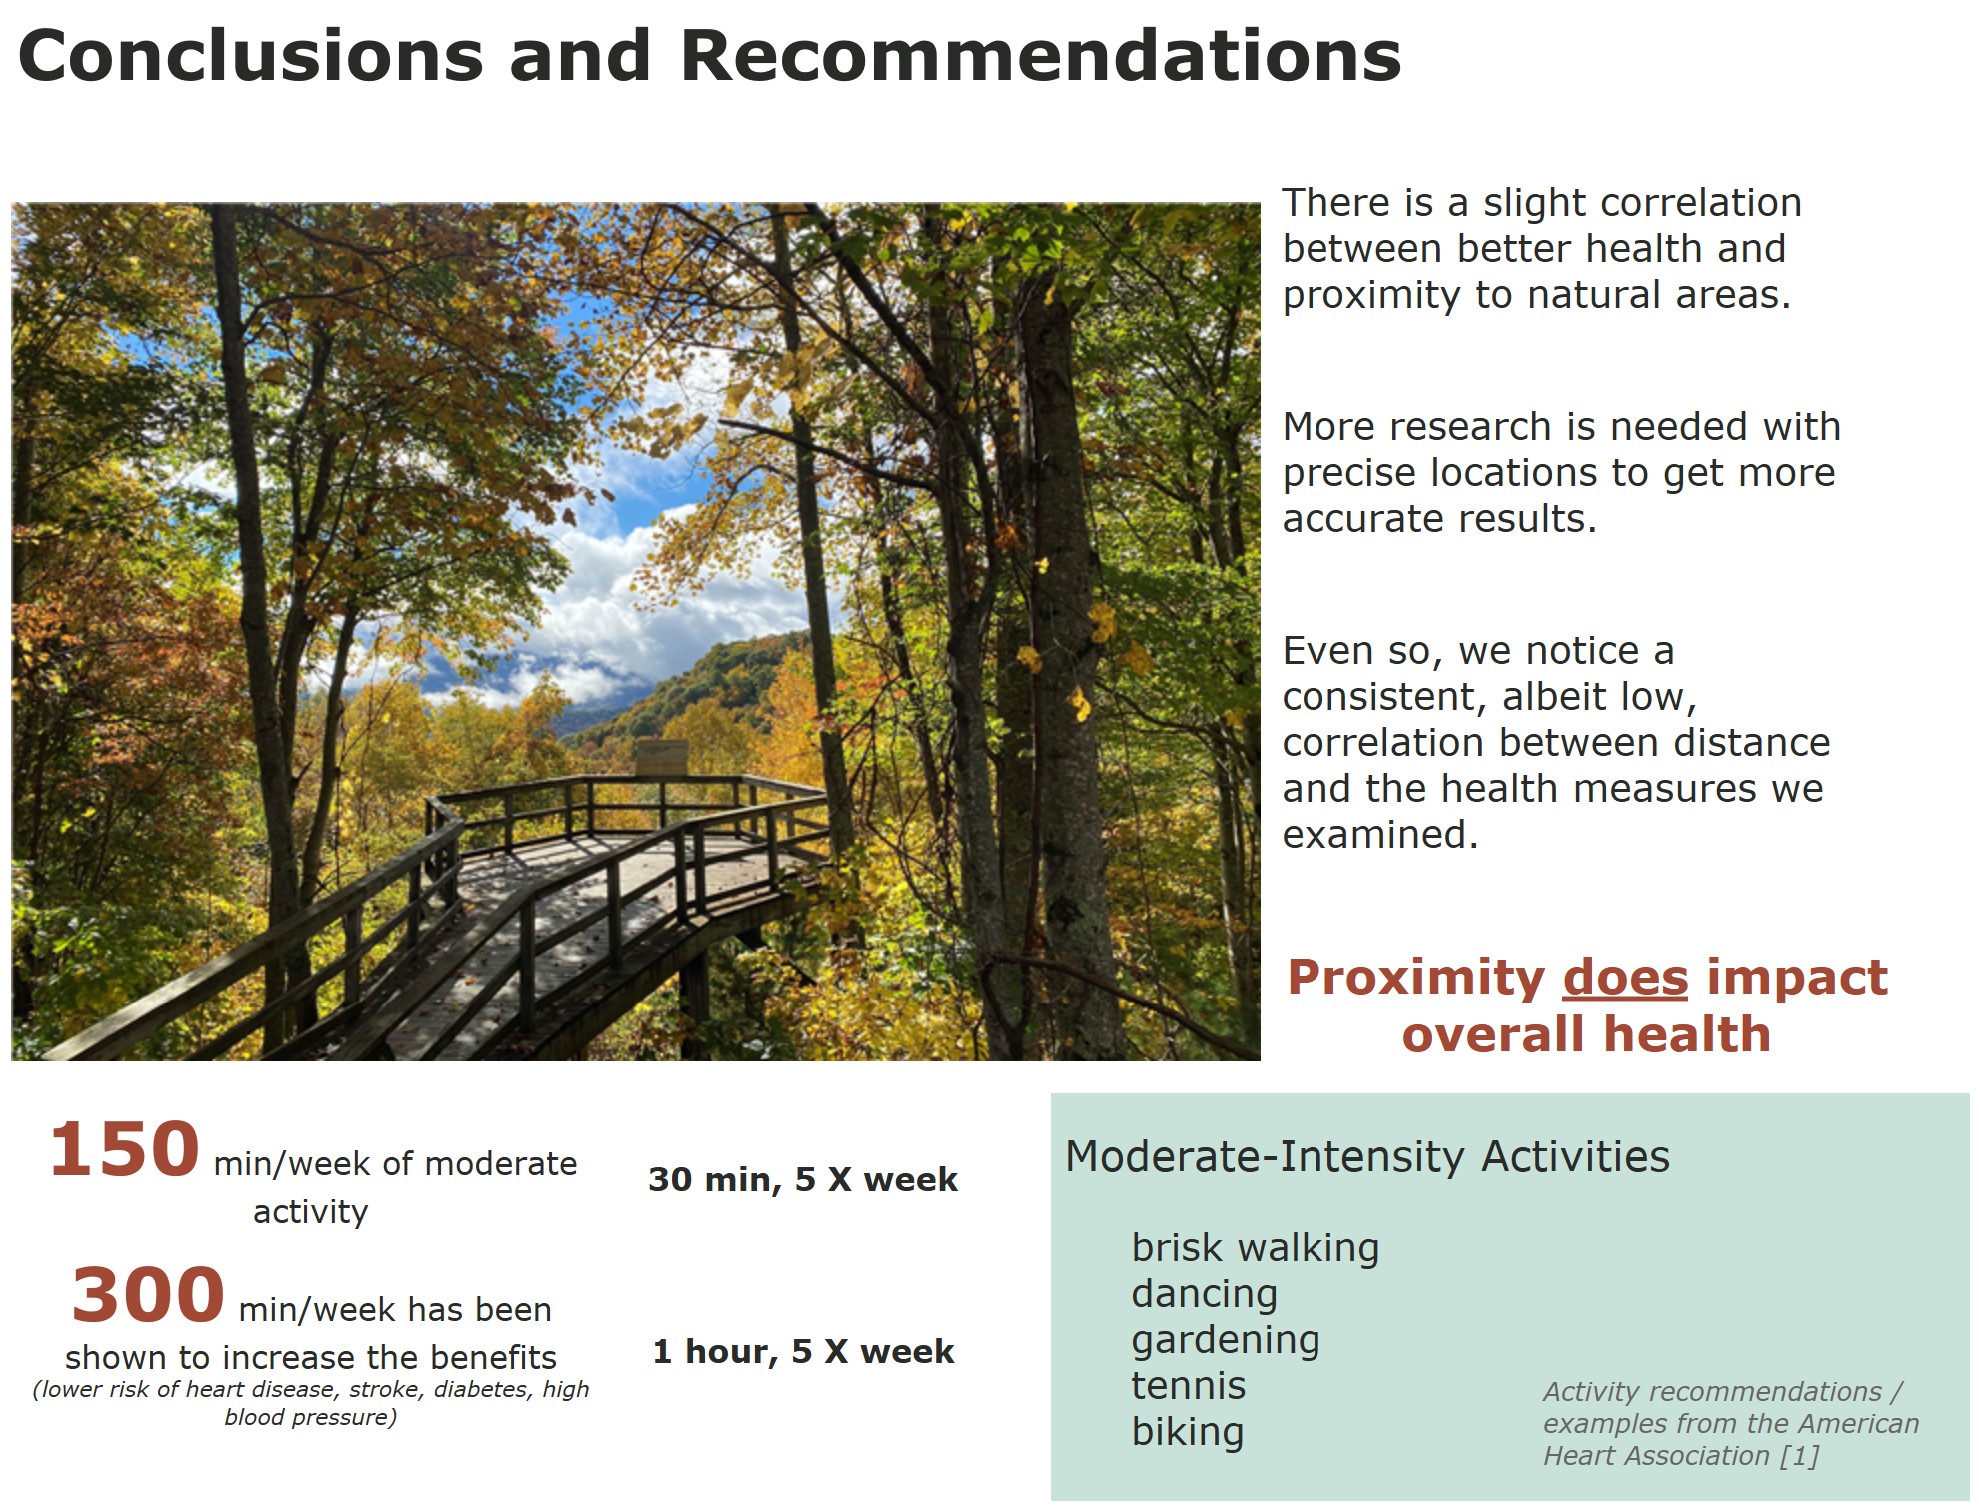 Conclusions and Recommendations
There is a slight correlation
between better health and
proximity to natural areas.
More research is needed with
precise locations to get more
accurate results.
Even so, we notice a
consistent, albeit low,
correlation between distance
and the health measures we
examined.
Proximity does impact
overall health
150 min/week of moderate
activity
30 min, 5 X week
300 min/week has been
shown to increase the benefits
(lower risk of heart disease, stroke, diabetes, high
blood pressure)
1 hour, 5 X week
Moderate-Intensity Activities
brisk walking
dancing
gardening
tennis
biking
Activity recommendations /
examples from the American
Heart Association [1]